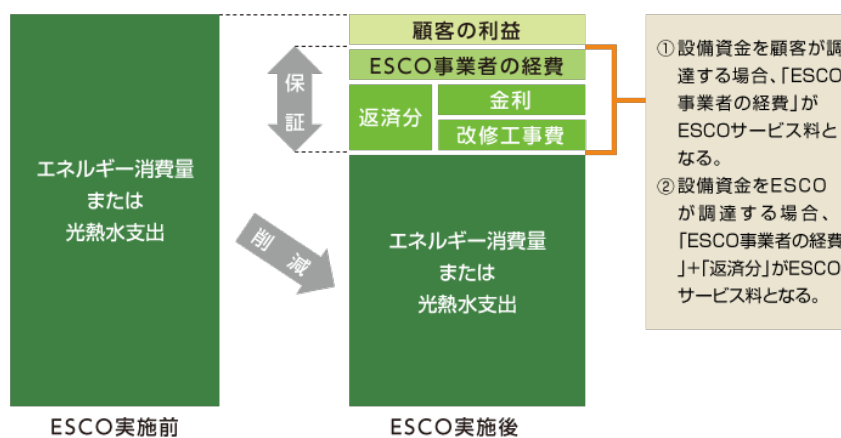 エネルギー消費量
または
光熱水支出
ESCO実施前
保
証
削減
顧客の利益
ESCO事業者の経費
返済分
金利
改修工事費
エネルギー消費量
または
光熱水支出
ESCO実施後
①設備資金を顧客が調
達する場合、「ESCO
事業者の経費」が
ESCOサービス料と
なる。
②設備資金をESCO
が調達する場合、
「ESCO事業者の経費
」+「返済分」がESCO
サービス料となる。